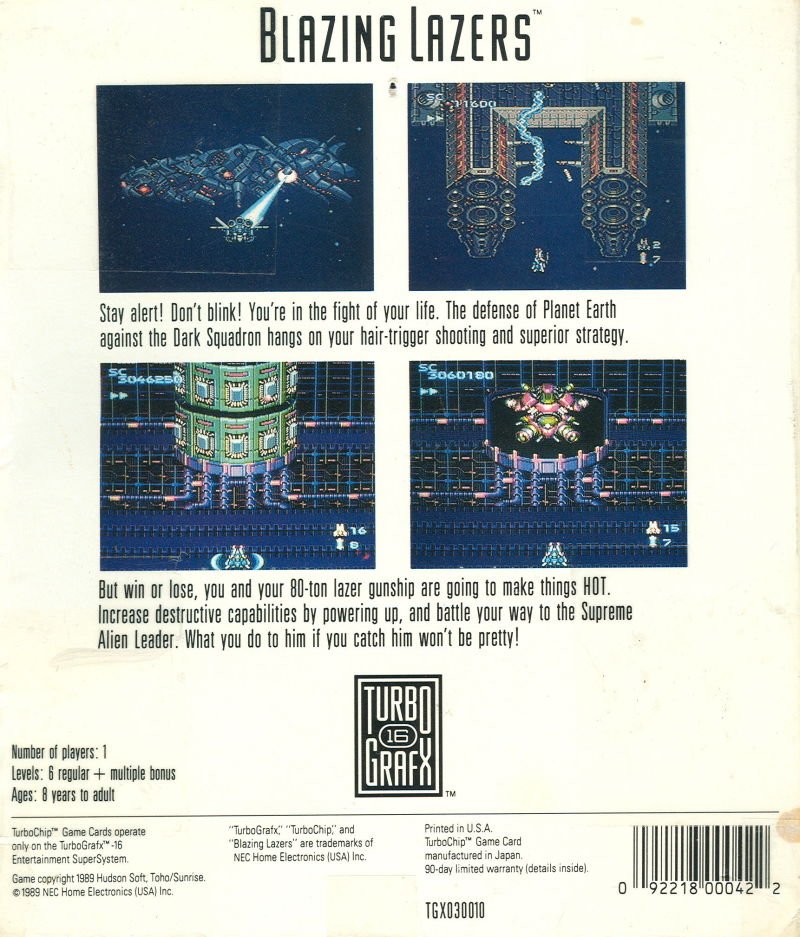 BLAZING LAZERS™
SC 11600
2
7
Stay alert! Don't blink! You're in the fight of your life. The defense of Planet Earth
against the Dark Squadron hangs on your hair-trigger shooting and superior strategy.
SC
3046250
16
8
SC
3060180
15
7
But win or lose, you and your 80-ton lazer gunship are going to make things HOT.
Increase destructive capabilities by powering up, and battle your way to the Supreme
Alien Leader. What you do to him if you catch him won't be pretty!
TURBO
16
GRAFX™
Number of players: 1
Levels: 6 regular + multiple bonus
Ages: 8 years to adult
TurboChip™ Game Cards operate
only on the TurboGrafx™-16
Entertainment SuperSystem.
Game copyright 1989 Hudson Soft, Toho/Sunrise.
©1989 NEC Home Electronics (USA) Inc.
"TurboGrafx," "TurboChip," and
"Blazing Lazers" are trademarks of
NEC Home Electronics (USA) Inc.
Printed in U.S.A.
TurboChip™ Game Card
manufactured in Japan.
90-day limited warranty (details inside).
TGX030010
0 92218 00042 2